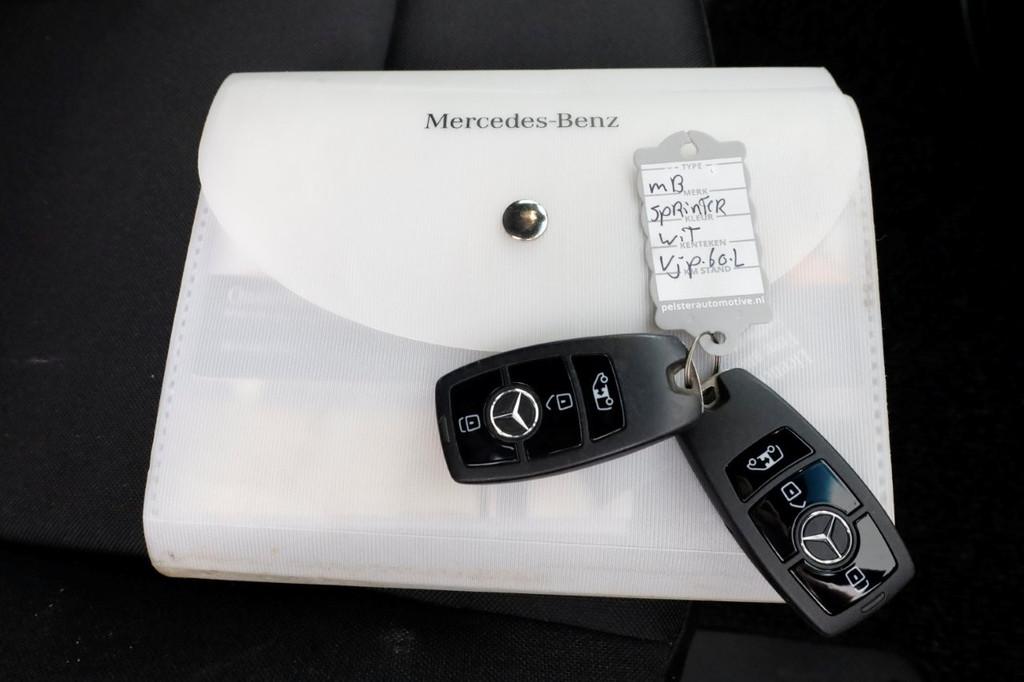 Mercedes-Benz
TYPE
mB
MERK
SPRINTER
KLEUR
WiT
KENTEKEN
Vjp.60.L
KM STAND
pelsterautomotive.nl